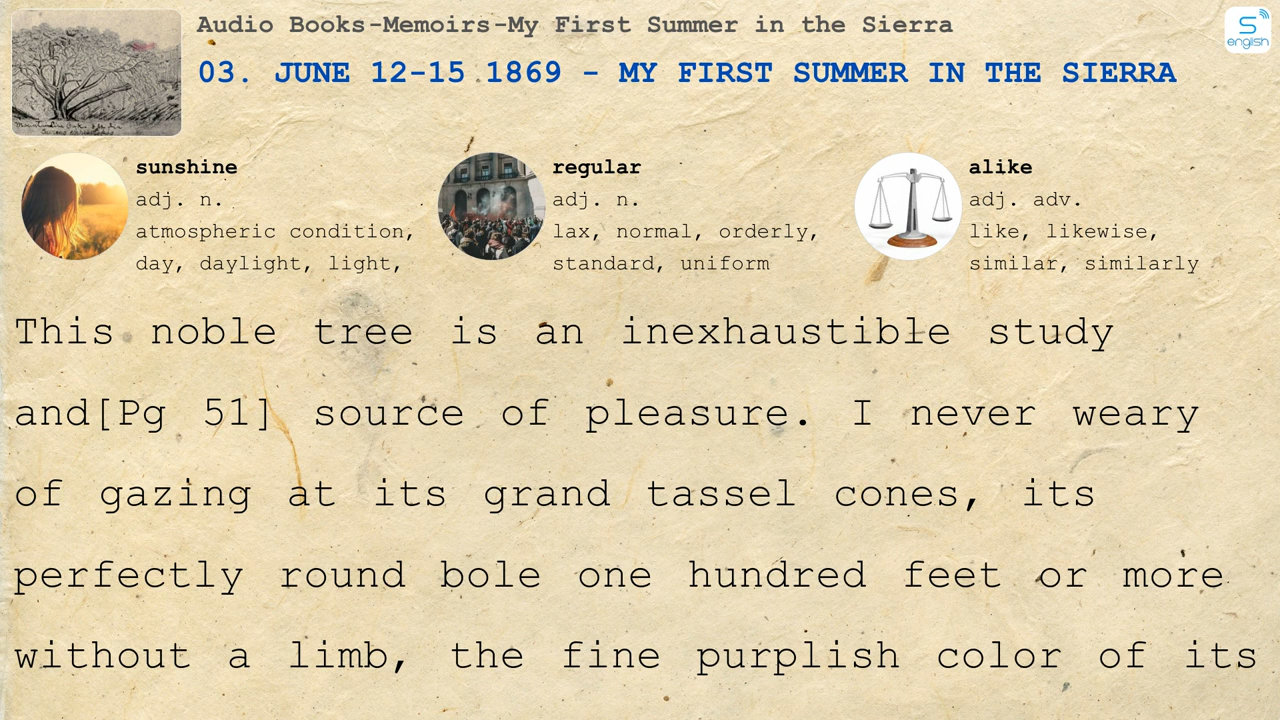 Audio Books-Memoirs-My First Summer in the Sierra
03. JUNE 12-15 1869 - MY FIRST SUMMER IN THE SIERRA
S
english
sunshine
adj. n.
atmospheric condition,
day, daylight, light,
regular
adj. n.
lax, normal, orderly,
standard, uniform
alike
adj. adv.
like, likewise,
similar, similarly
This noble tree is an inexhaustible study
and[Pg 51] source of pleasure. I never weary
of gazing at its grand tassel cones, its
perfectly round bole one hundred feet or more
without a limb, the fine purplish color of its